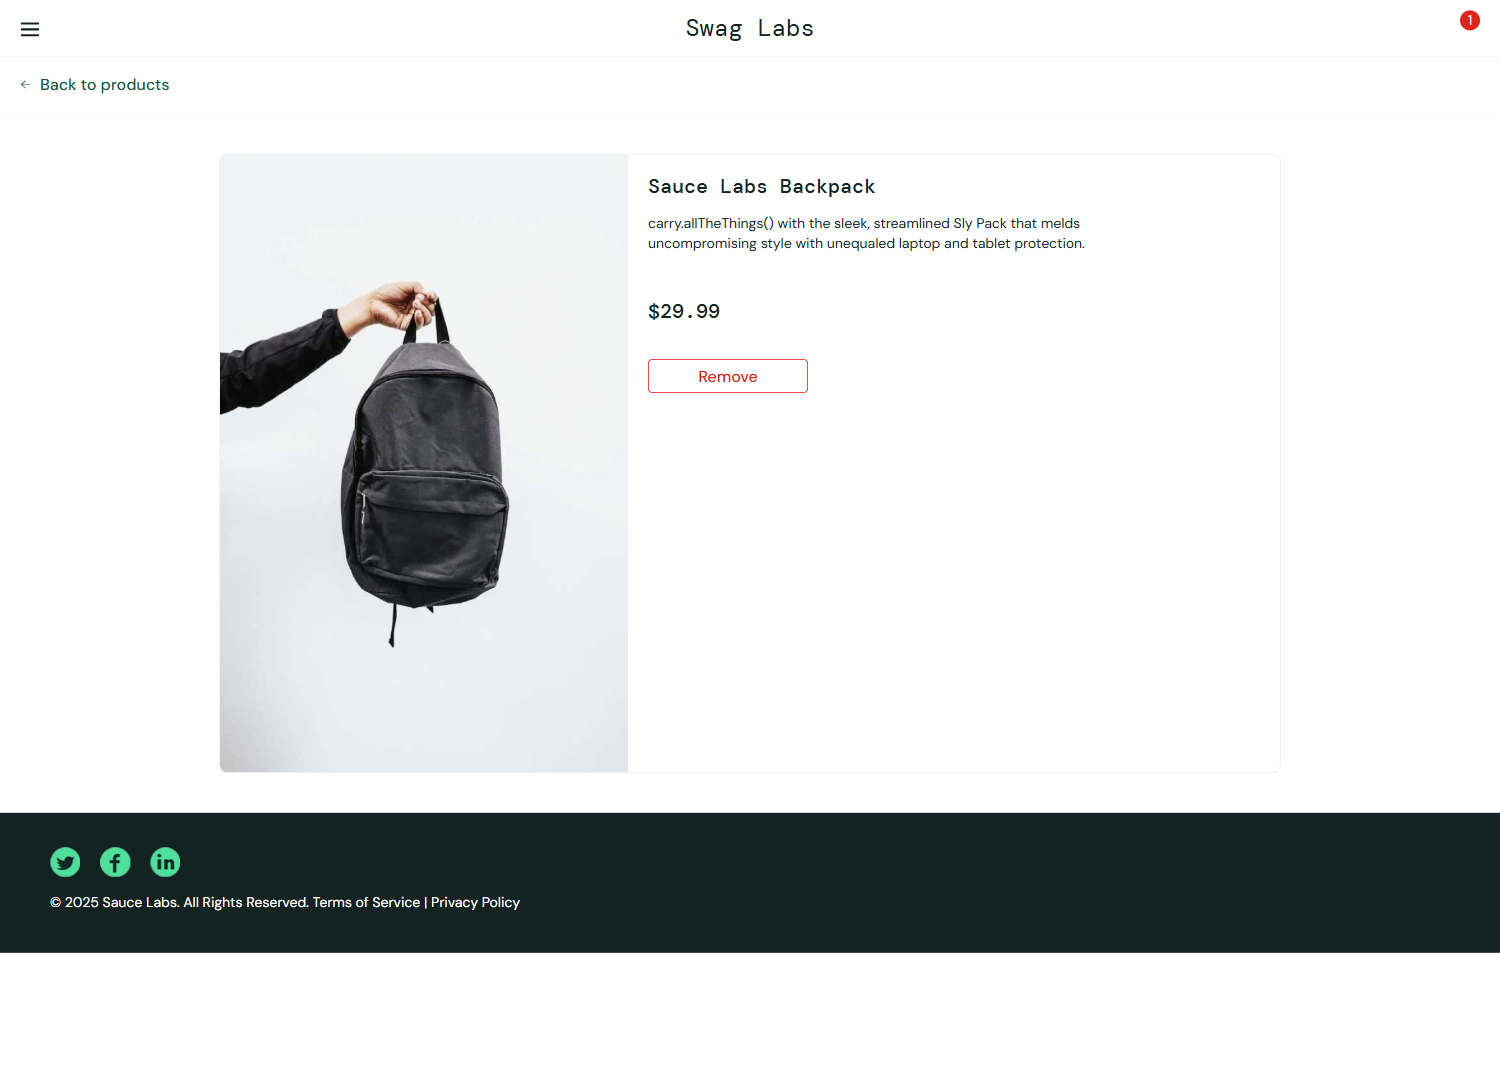 Swag Labs
1
Back to products
Sauce Labs Backpack
carry.allTheThings() with the sleek, streamlined Sly Pack that melds
uncompromising style with unequaled laptop and tablet protection.
$29.99
Remove
© 2025 Sauce Labs. All Rights Reserved. Terms of Service | Privacy Policy